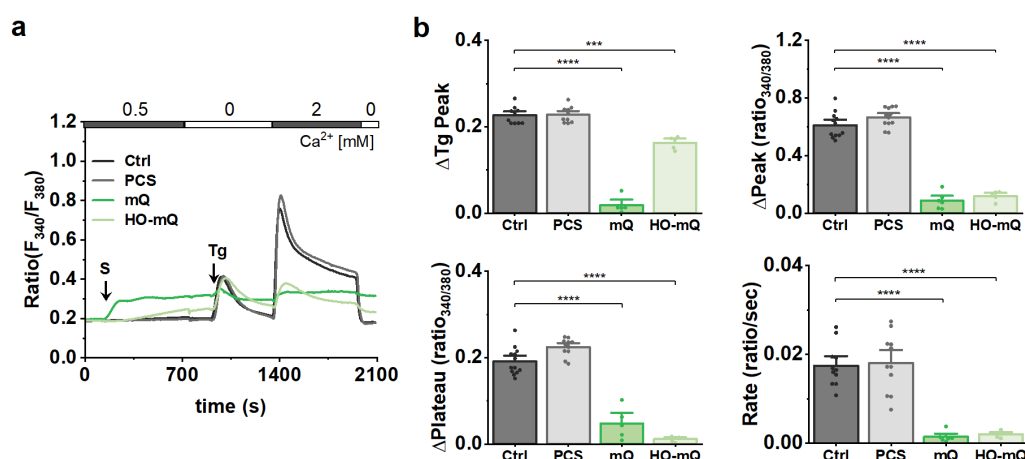 a
0.5 0 2 0
Ca²⁺ [mM]
Ratio(F₃₄₀/F₃₈₀)
1.2
1.0
0.8
0.6
0.4
0.2
0.0
Ctrl
PCS
mQ
HO-mQ
S
Tg
0 700 1400 2100
time (s)
b
ΔTg Peak
0.4
0.2
0.0
***
****
Ctrl PCS mQ HO-mQ
ΔPeak (ratio₃₄₀/₃₈₀)
1.2
0.8
0.4
0.0
****
****
Ctrl PCS mQ HO-mQ
ΔPlateau (ratio₃₄₀/₃₈₀)
0.4
0.2
0.0
****
****
Ctrl PCS mQ HO-mQ
Rate (ratio/sec)
0.04
0.02
0.00
****
****
Ctrl PCS mQ HO-mQ